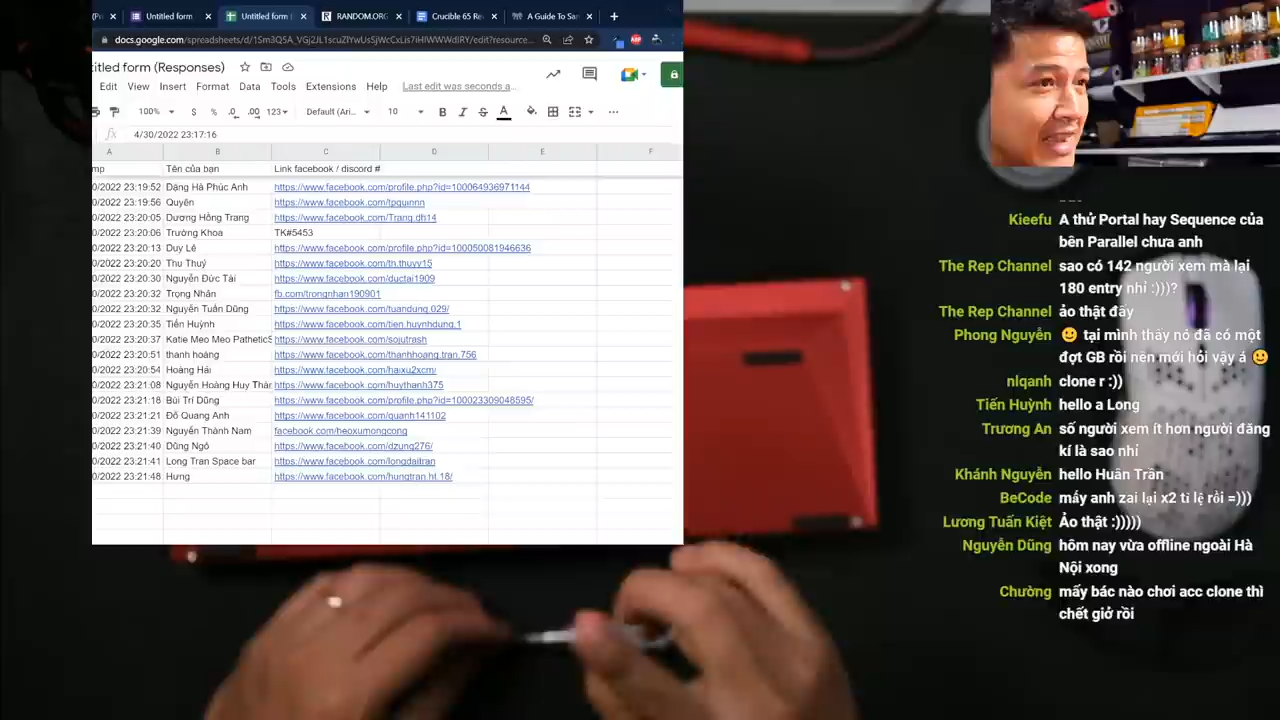 Untitled form
Untitled form (
RANDOM.ORG
Crucible 65 Re
A Guide To Sa
docs.google.com/spreadsheets/d/1Sm3Q5A_VGj2JL1scuZIYwUsSjWcCxLis7iHIWWWdIRY/edit?resource...
titled form (Responses)
Edit View Insert Format Data Tools Extensions Help Last edit was seconds a...
100% $ % .0 .00 123 Default (Ari... 10 B I S A ...
fx 4/30/2022 23:17:16
A B C D E F
mp Tên của bạn Link facebook / discord #
0/2022 23:19:52 Dặng Hà Phúc Anh https://www.facebook.com/profile.php?id=100064936971144
0/2022 23:19:56 Quyên https://www.facebook.com/tpquinnn
0/2022 23:20:05 Dương Hồng Trang https://www.facebook.com/Trang.dh14
0/2022 23:20:06 Trường Khoa TK#5453
0/2022 23:20:13 Duy Lê https://www.facebook.com/profile.php?id=100050081946636
0/2022 23:20:20 Thu Thuý https://www.facebook.com/th.thuyy15
0/2022 23:20:30 Nguyễn Đức Tài https://www.facebook.com/ductai1909
0/2022 23:20:32 Trọng Nhân fb.com/trongnhan190901
0/2022 23:20:32 Nguyễn Tuấn Dũng https://www.facebook.com/tuandung.029/
0/2022 23:20:35 Tiến Huỳnh https://www.facebook.com/tien.huynhdung.1
0/2022 23:20:37 Katie Meo Meo PatheticS https://www.facebook.com/sojutrash
0/2022 23:20:51 thanh hoàng https://www.facebook.com/thanhhoang.tran.756
0/2022 23:20:54 Hoàng Hải https://www.facebook.com/haixu2xcm/
0/2022 23:21:08 Nguyễn Hoàng Huy Thàn https://www.facebook.com/huythanh375
0/2022 23:21:18 Bùi Trí Dũng https://www.facebook.com/profile.php?id=100023309048595/
0/2022 23:21:21 Đỗ Quang Anh https://www.facebook.com/quanh141102
0/2022 23:21:39 Nguyễn Thành Nam facebook.com/heoxumongcong
0/2022 23:21:40 Dũng Ngô https://www.facebook.com/dzung276/
0/2022 23:21:41 Long Tran Space bar https://www.facebook.com/longdaitran
0/2022 23:21:48 Hưng https://www.facebook.com/hungtran.ht.18/
Kieefu A thử Portal hay Sequence của
bên Parallel chưa anh
The Rep Channel sao có 142 người xem mà lại
180 entry nhỉ :)))?
The Rep Channel ảo thật đấy
Phong Nguyễn 🙂 tại mình thấy nó đã có một
đợt GB rồi nên mới hỏi vậy á 🙂
nlqanh clone r :))
Tiến Huỳnh hello a Long
Trương An số người xem ít hơn người đăng
kí là sao nhỉ
Khánh Nguyễn hello Huân Trần
BeCode mấy anh zai lại x2 tỉ lệ rồi =)))
Lương Tuấn Kiệt Ảo thật :)))))
Nguyễn Dũng hôm nay vừa offline ngoài Hà
Nội xong
Chường mấy bác nào chơi acc clone thì
chết giở rồi